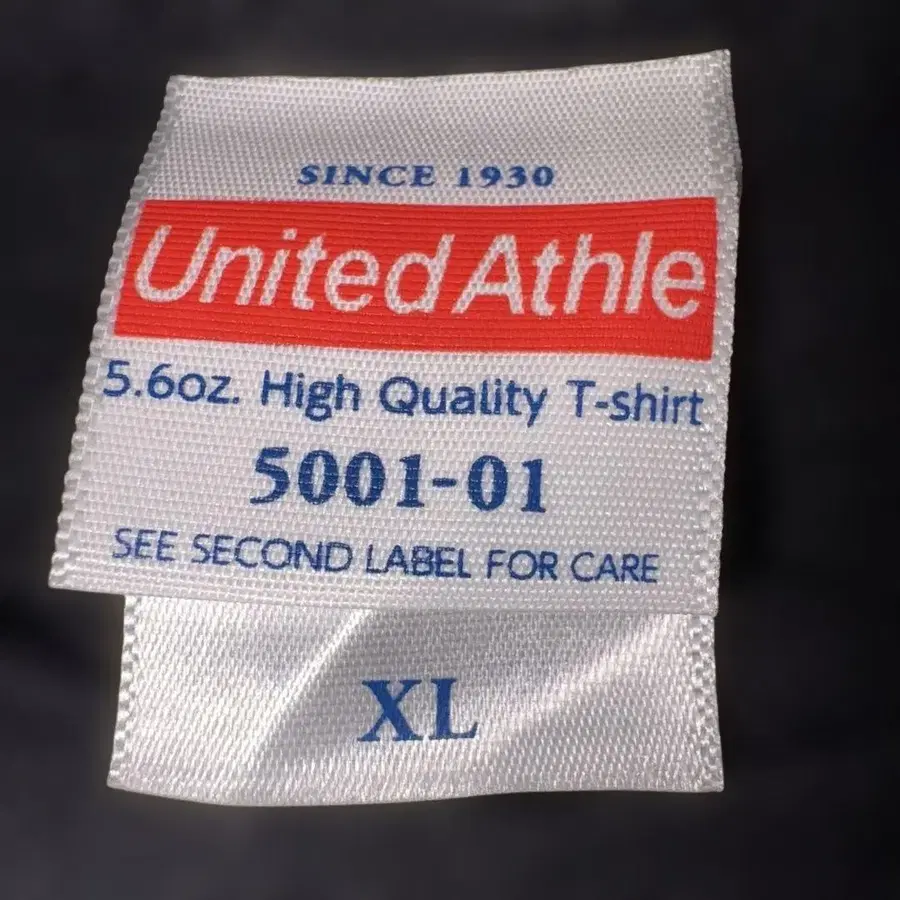 SINCE 1930
United Athle
5.6oz. High Quality T-shirt
5001-01
SEE SECOND LABEL FOR CARE
XL